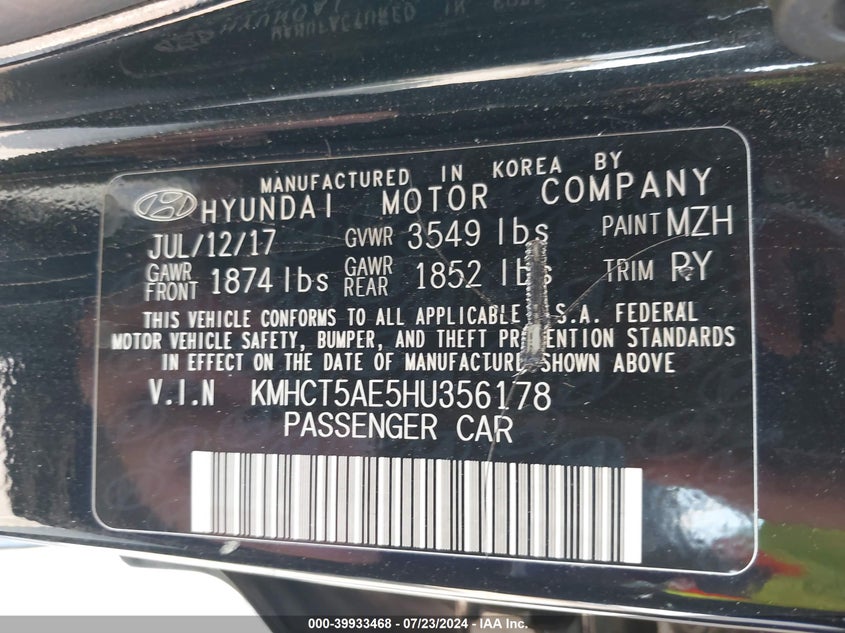 MANUFACTURED IN KOREA BY
HYUNDAI MOTOR COMPANY
JUL/12/17 GVWR 3549 lbs PAINT MZH
GAWR FRONT 1874 lbs GAWR REAR 1852 lbs TRIM RY
THIS VEHICLE CONFORMS TO ALL APPLICABLE S.A. FEDERAL
MOTOR VEHICLE SAFETY, BUMPER, AND THEFT PREVENTION STANDARDS
IN EFFECT ON THE DATE OF MANUFACTURE SHOWN ABOVE
V.I.N KMHCT5AE5HU356178
PASSENGER CAR
000-39933468 / 07/23/2024 - IAA Inc.